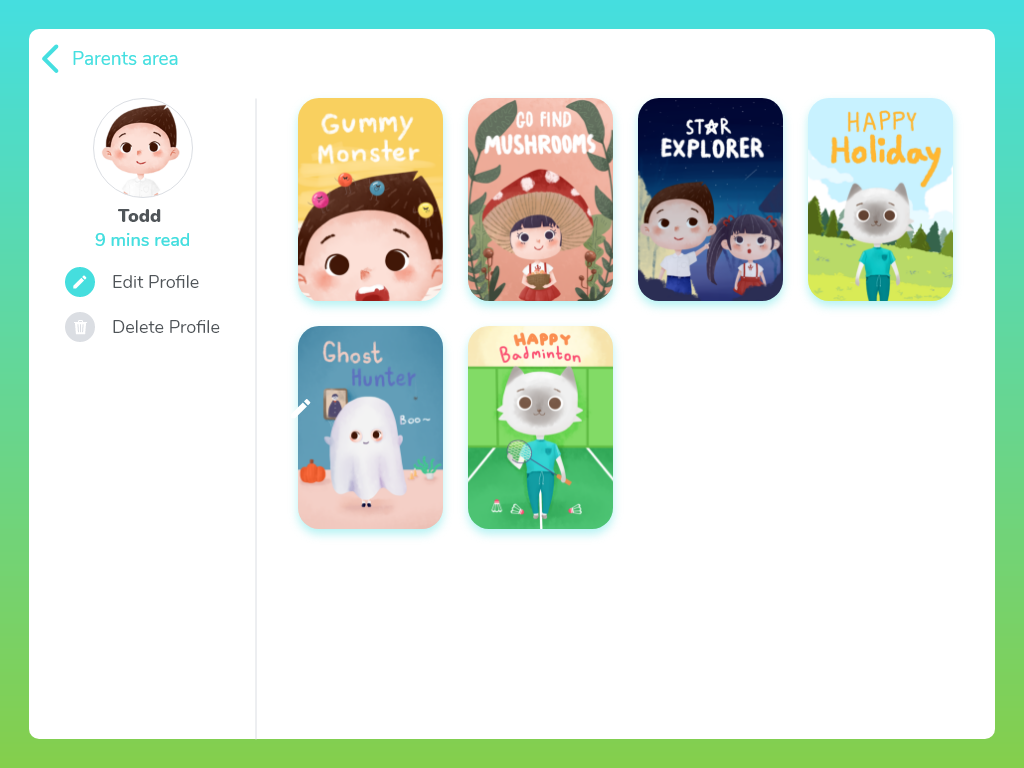 Parents area
Todd
9 mins read
Edit Profile
Delete Profile
Gummy
Monster
GO FIND
MUSHROOMS
STAR
EXPLORER
HAPPY
Holiday
Ghost
Hunter
Boo~
HAPPY
Badminton